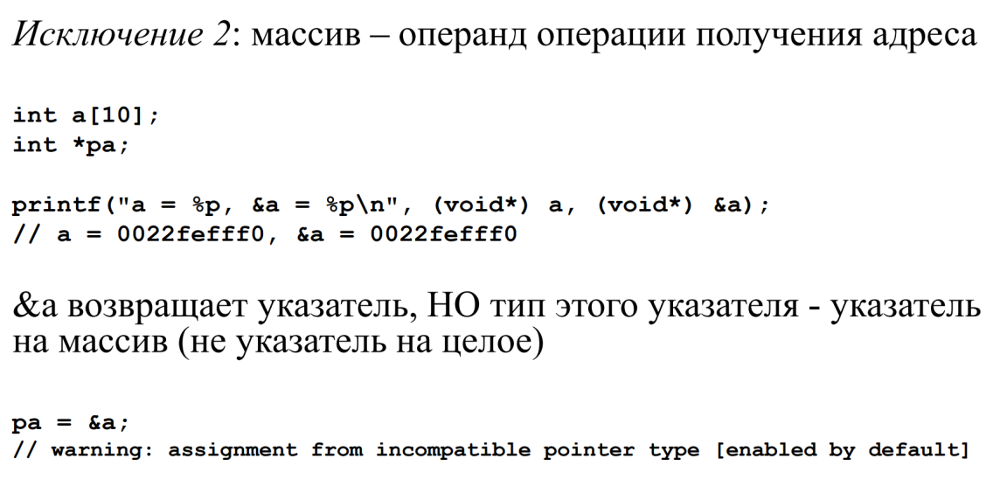 Исключение 2: массив – операнд операции получения адреса
int a[10];
int *pa;
printf("a = %p, &a = %p\n", (void*) a, (void*) &a);
// a = 0022fefff0, &a = 0022fefff0
&a возвращает указатель, НО тип этого указателя - указатель
на массив (не указатель на целое)
pa = &a;
// warning: assignment from incompatible pointer type [enabled by default]